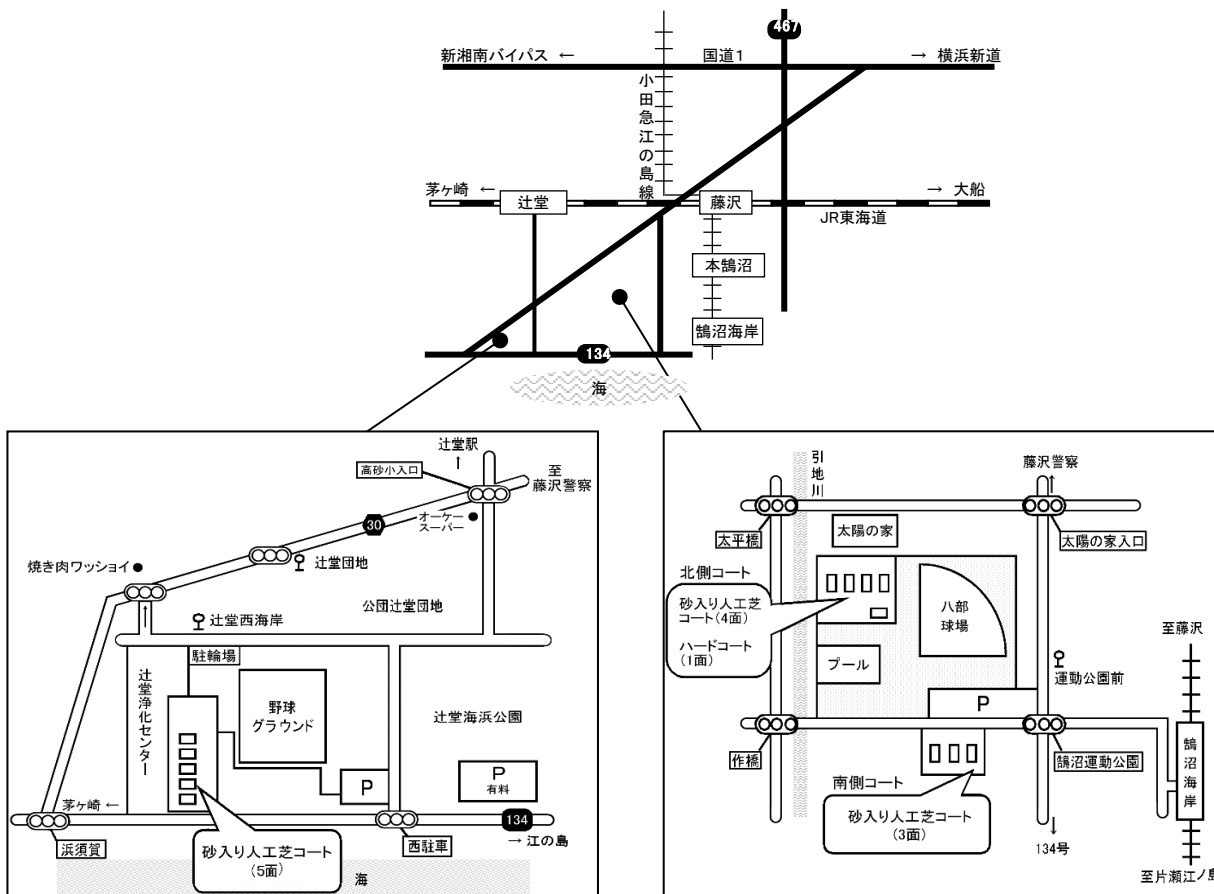 467
新湘南バイパス ←
国道1
→ 横浜新道
小田急江の島線
茅ヶ崎 ←
辻堂
藤沢
→ 大船
JR東海道
本鵠沼
鵠沼海岸
134
海
辻堂駅
↑
高砂小入口
至
藤沢警察
30
オーケー
スーパー
焼き肉ワッショイ
辻堂団地
公団辻堂団地
辻堂西海岸
↑
駐輪場
辻堂浄化センター
野球
グラウンド
辻堂海浜公園
P
P
有料
茅ヶ崎 ←
134
→ 江の島
浜須賀
西駐車
砂入り人工芝コート
(5面)
海
引地川
藤沢警察
↑
太平橋
太陽の家
太陽の家入口
北側コート
砂入り人工芝
コート(4面)
ハードコート
(1面)
八部
球場
プール
至藤沢
運動公園前
P
作橋
鵠沼運動公園
鵠沼海岸
南側コート
砂入り人工芝コート
(3面)
↓
134号
至片瀬江ノ島